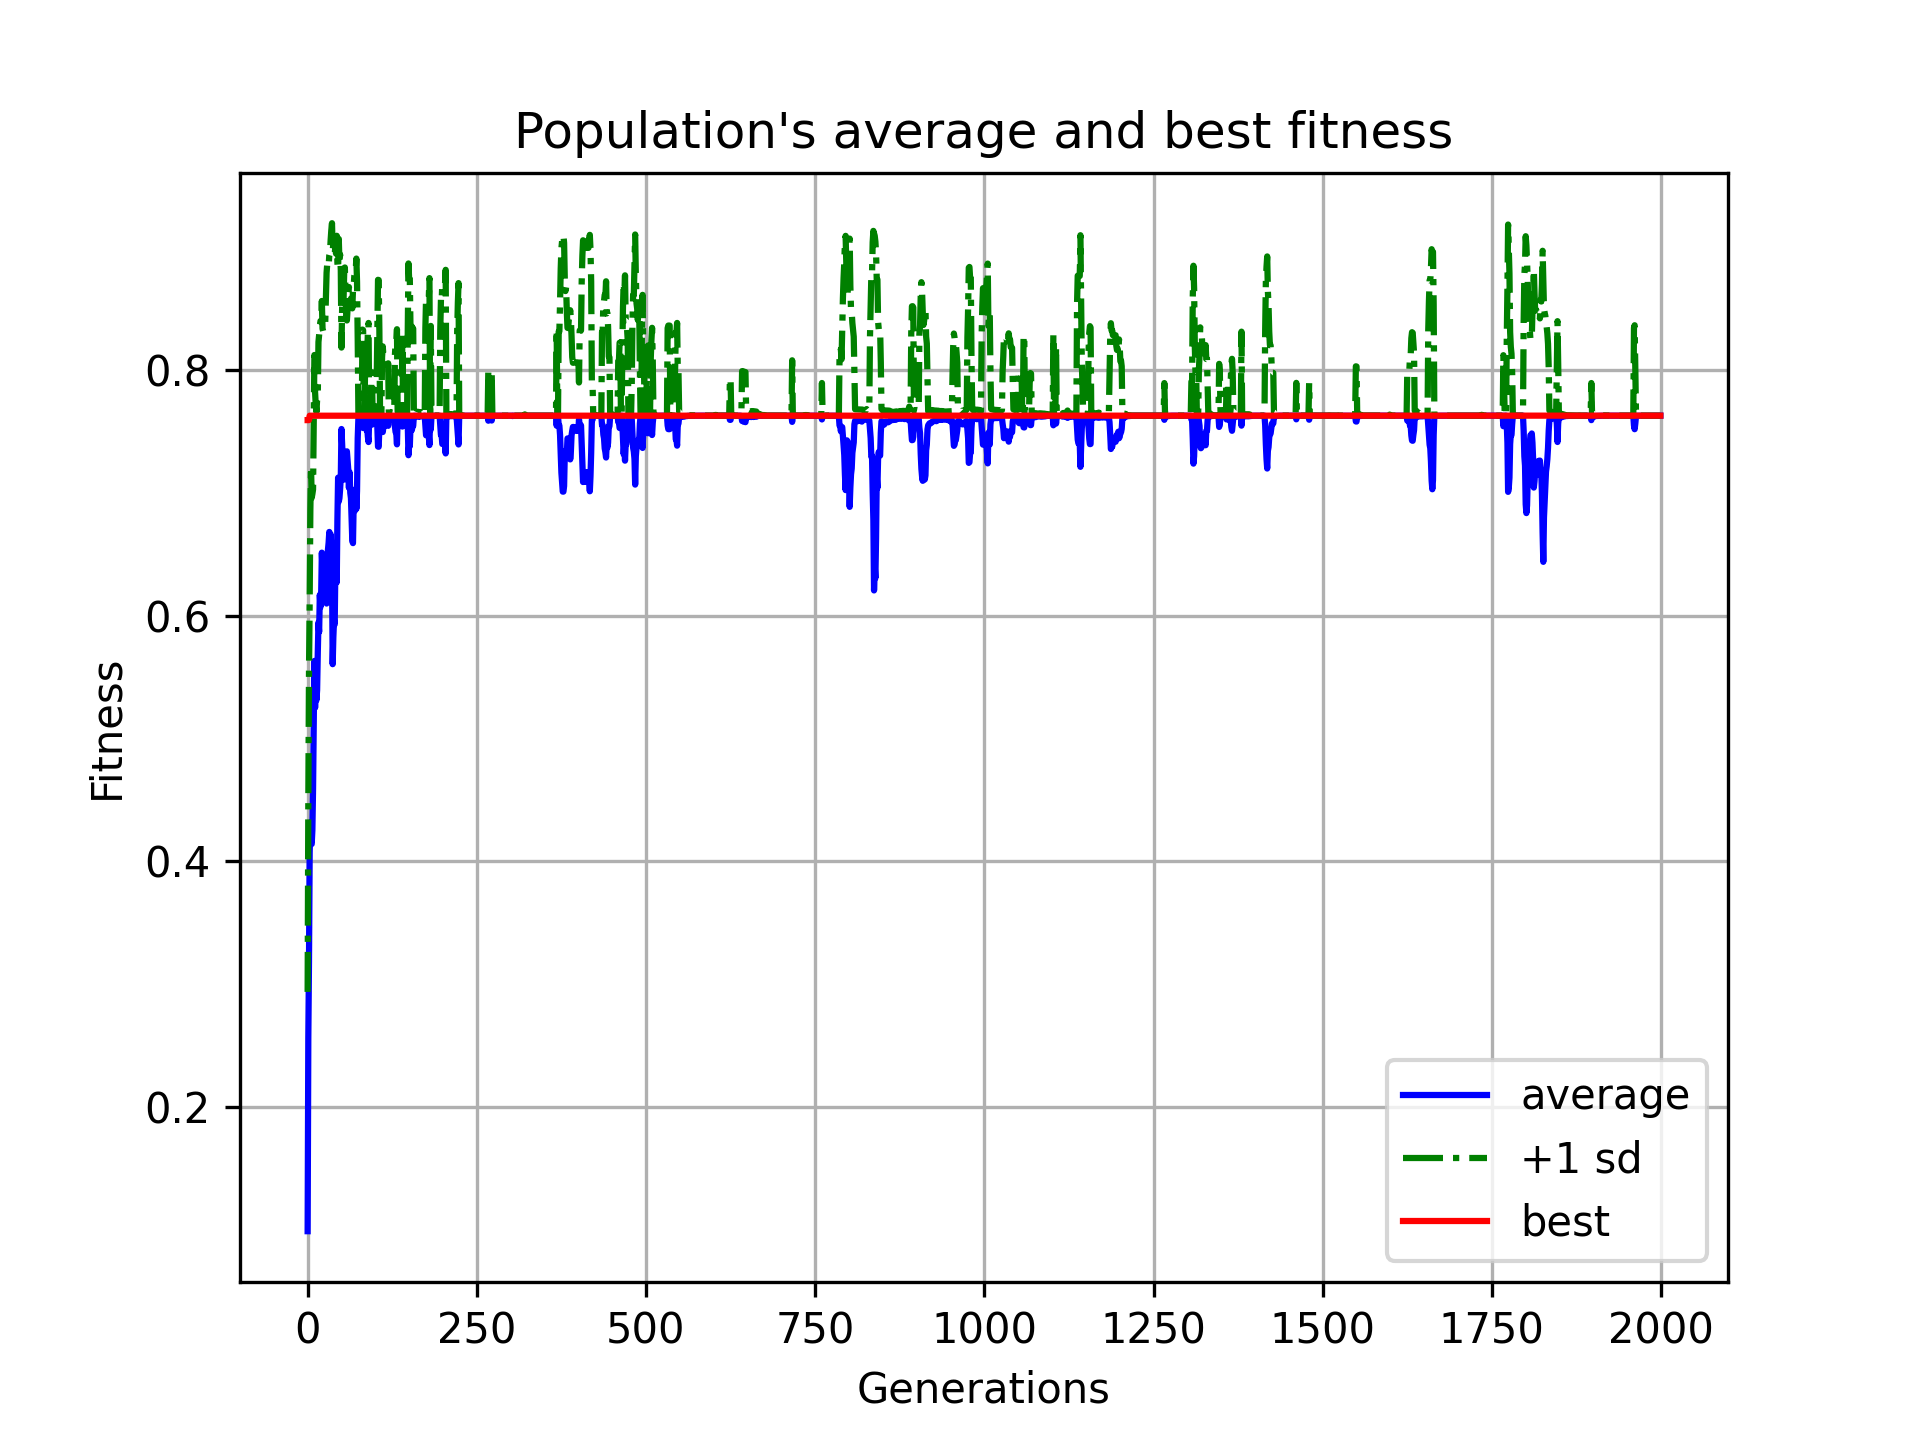 Population's average and best fitness
Fitness
0.8
0.6
0.4
0.2
0 250 500 750 1000 1250 1500 1750 2000
Generations
average
+1 sd
best